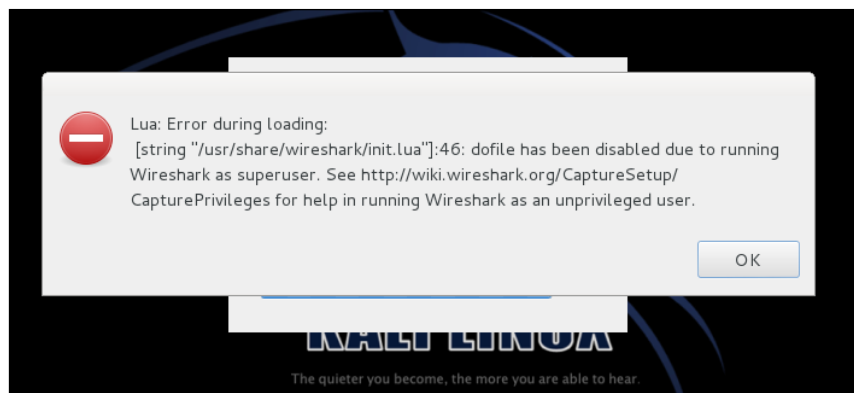 Lua: Error during loading:
[string "/usr/share/wireshark/init.lua"]:46: dofile has been disabled due to running
Wireshark as superuser. See http://wiki.wireshark.org/CaptureSetup/
CapturePrivileges for help in running Wireshark as an unprivileged user.
OK
KALI LINUX
The quieter you become, the more you are able to hear.